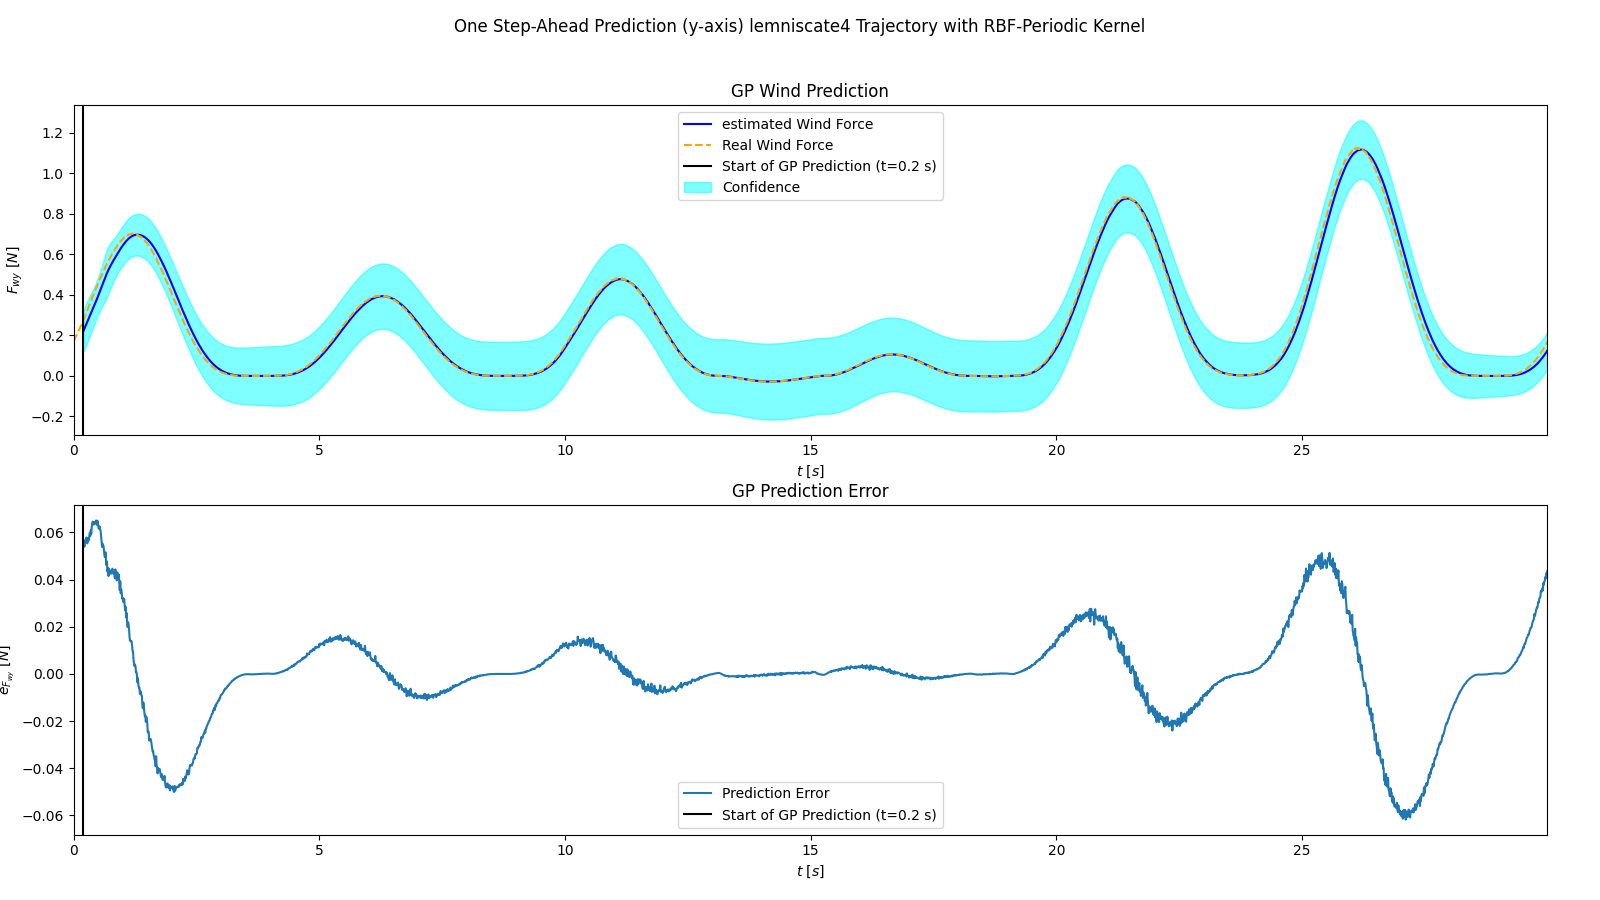 One Step-Ahead Prediction (y-axis) lemniscate4 Trajectory with RBF-Periodic Kernel
GP Wind Prediction
estimated Wind Force
Real Wind Force
Start of GP Prediction (t=0.2 s)
Confidence
F_wy [N]
1.2
1.0
0.8
0.6
0.4
0.2
0.0
−0.2
0 5 10 15 20 25
t [s]
GP Prediction Error
e_F_wy [N]
0.06
0.04
0.02
0.00
−0.02
−0.04
−0.06
Prediction Error
Start of GP Prediction (t=0.2 s)
0 5 10 15 20 25
t [s]